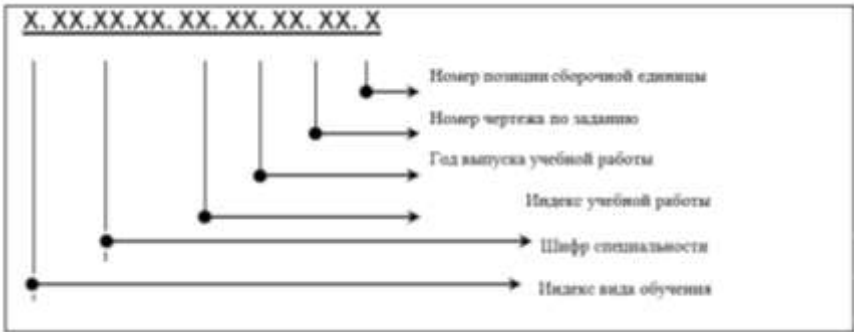 Х. ХХ.ХХ.ХХ. ХХ. ХХ. ХХ. ХХ. Х
Номер позиции сборочной единицы
Номер чертежа по заданию
Год выпуска учебной работы
Индекс учебной работы
Шифр специальности
Индекс вида обучения